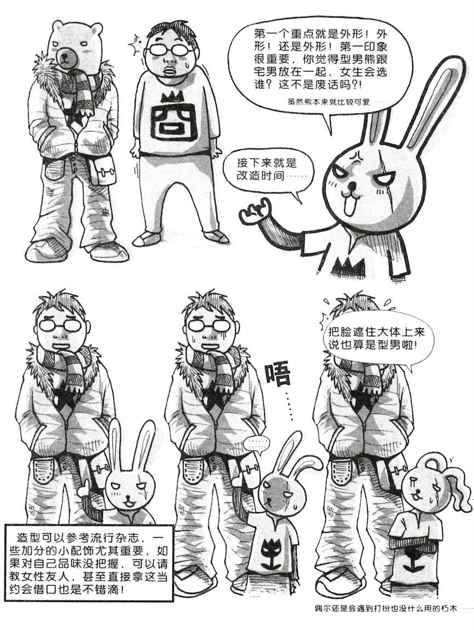 第一个重点就是外形！外
形！还是外形！第一印象
很重要，你觉得型男熊跟
宅男放在一起，女生会选
谁？这不是废话吗？！
虽然熊本来就比较可爱
接下来就是
改造时间……
囧
唔……
……
把脸遮住大体上来
说也算是型男啦！
造型可以参考流行杂志，一
些加分的小配饰尤其重要，如
果对自己品味没把握，可以请
教女性友人，甚至直接拿这当
约会借口也是不错滴！
偶尔还是会遇到打扮也没什么用的朽木……